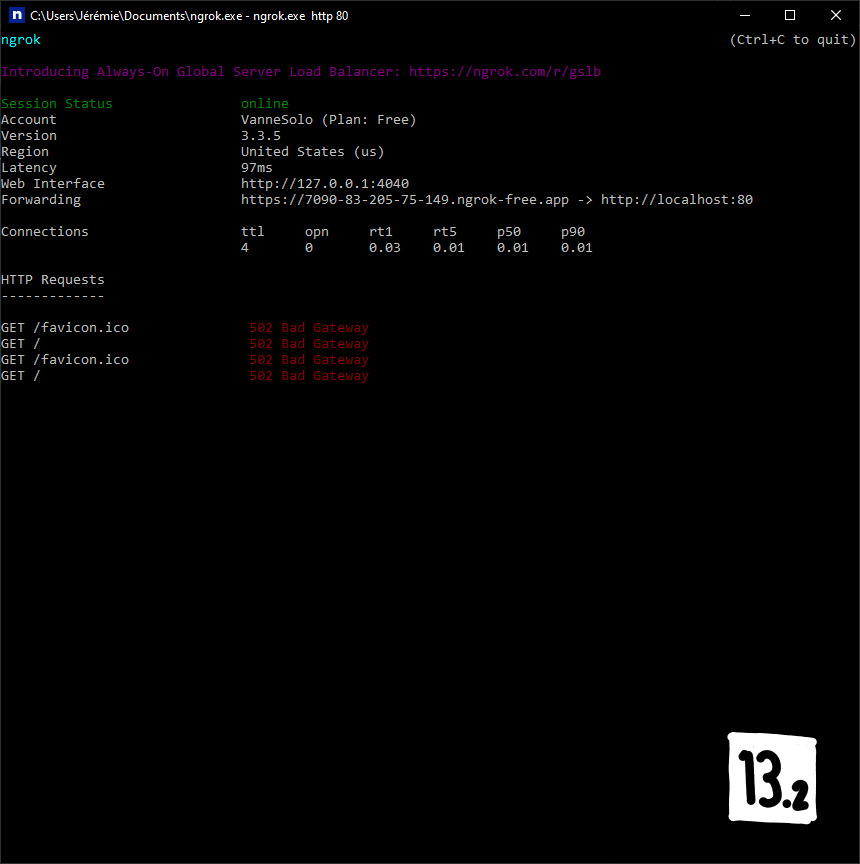 n C:\Users\Jérémie\Documents\ngrok.exe - ngrok.exe http 80
ngrok (Ctrl+C to quit)
Introducing Always-On Global Server Load Balancer: https://ngrok.com/r/gslb
Session Status online
Account VanneSolo (Plan: Free)
Version 3.3.5
Region United States (us)
Latency 97ms
Web Interface http://127.0.0.1:4040
Forwarding https://7090-83-205-75-149.ngrok-free.app -> http://localhost:80
Connections ttl opn rt1 rt5 p50 p90
4 0 0.03 0.01 0.01 0.01
HTTP Requests
-------------
GET /favicon.ico 502 Bad Gateway
GET / 502 Bad Gateway
GET /favicon.ico 502 Bad Gateway
GET / 502 Bad Gateway
13.2